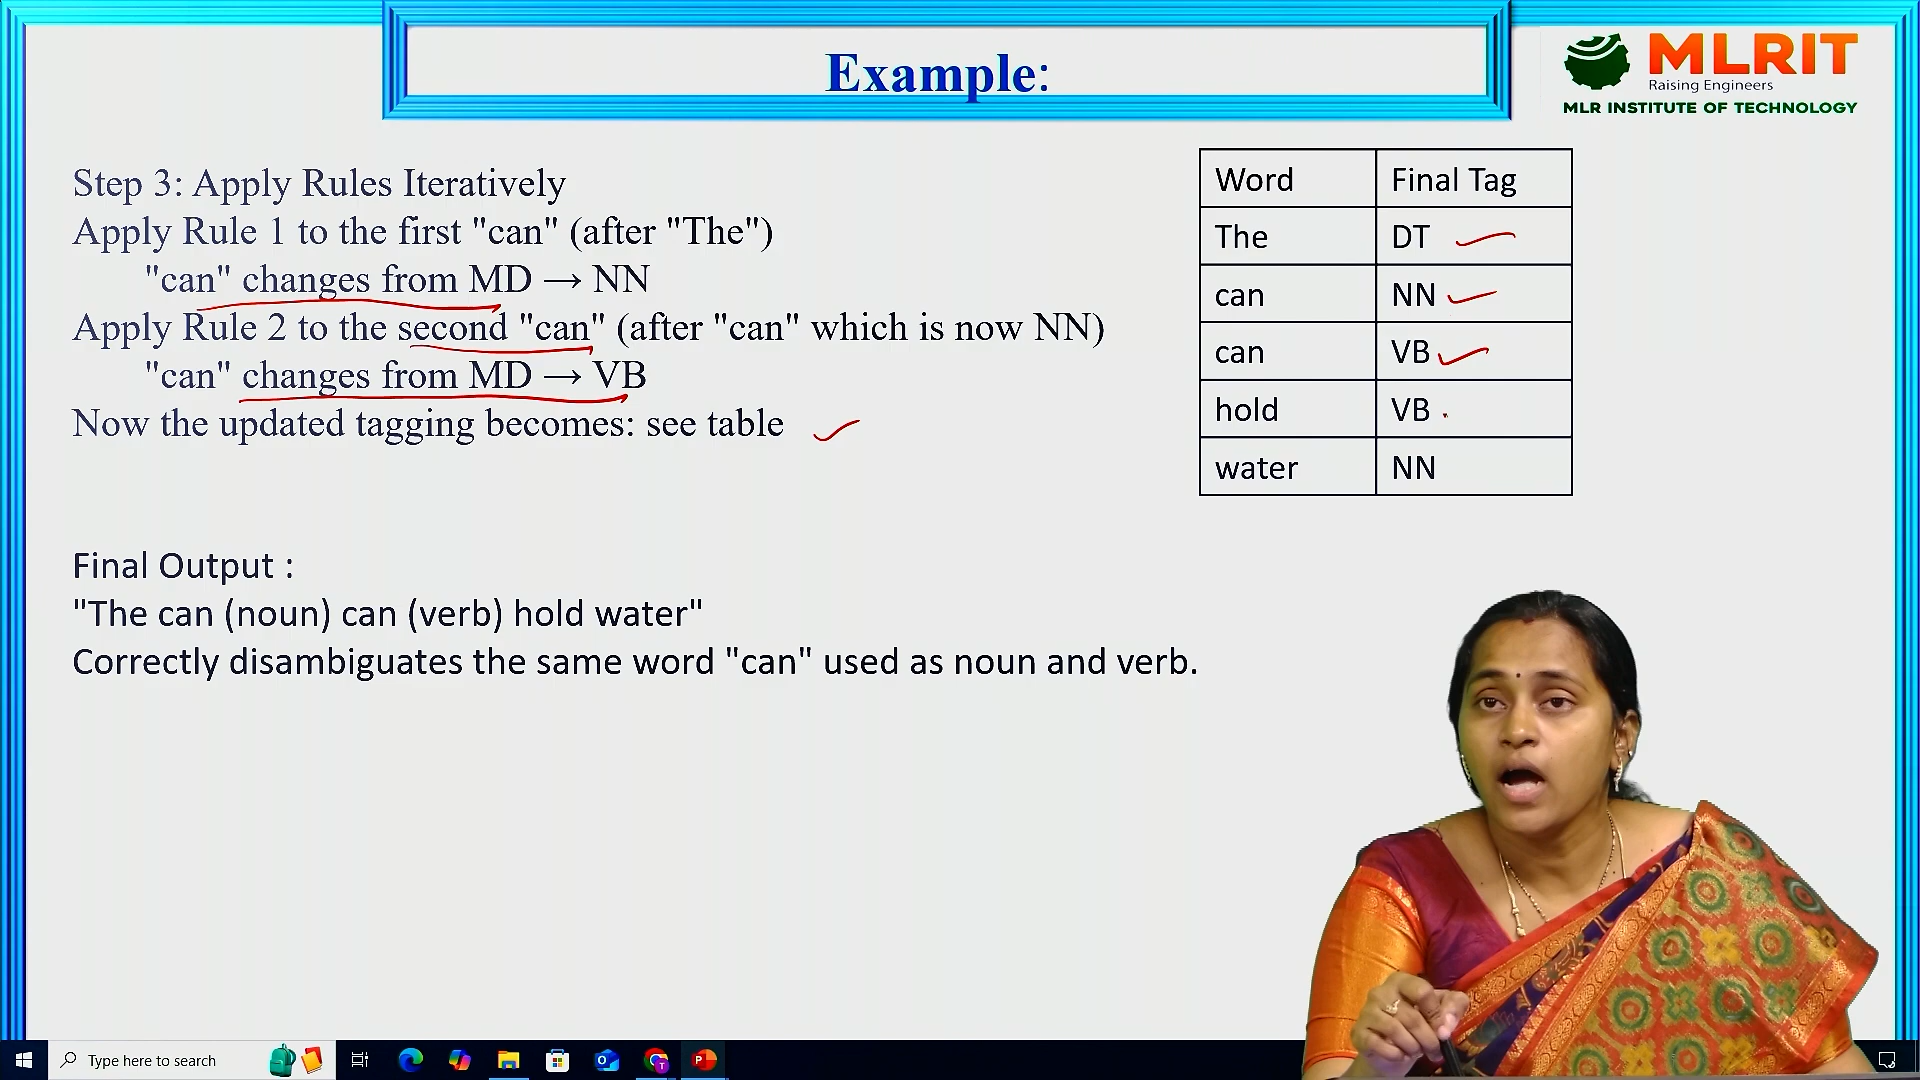 Example:
MLRIT
Raising Engineers
MLR INSTITUTE OF TECHNOLOGY
Step 3: Apply Rules Iteratively
Apply Rule 1 to the first "can" (after "The")
"can" changes from MD → NN
Apply Rule 2 to the second "can" (after "can" which is now NN)
"can" changes from MD → VB
Now the updated tagging becomes: see table
Word Final Tag
The DT
can NN
can VB
hold VB
water NN
Final Output :
"The can (noun) can (verb) hold water"
Correctly disambiguates the same word "can" used as noun and verb.
Type here to search